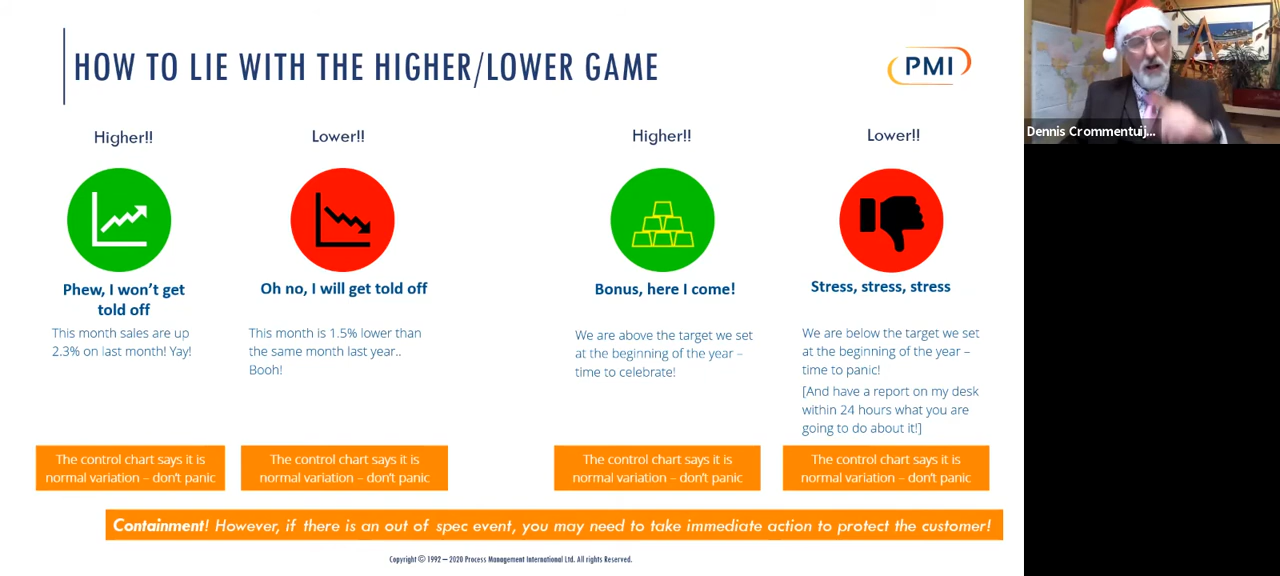 HOW TO LIE WITH THE HIGHER/LOWER GAME
PMI
Dennis Crommentuij...
Higher!!
Lower!!
Higher!!
Lower!!
Phew, I won't get
told off
This month sales are up
2.3% on last month! Yay!
Oh no, I will get told off
This month is 1.5% lower than
the same month last year..
Booh!
Bonus, here I come!
We are above the target we set
at the beginning of the year –
time to celebrate!
Stress, stress, stress
We are below the target we set
at the beginning of the year –
time to panic!
[And have a report on my desk
within 24 hours what you are
going to do about it!]
The control chart says it is
normal variation – don't panic
The control chart says it is
normal variation – don't panic
The control chart says it is
normal variation – don't panic
The control chart says it is
normal variation – don't panic
Containment! However, if there is an out of spec event, you may need to take immediate action to protect the customer!
Copyright © 1992 – 2020 Process Management International Ltd. All rights Reserved.